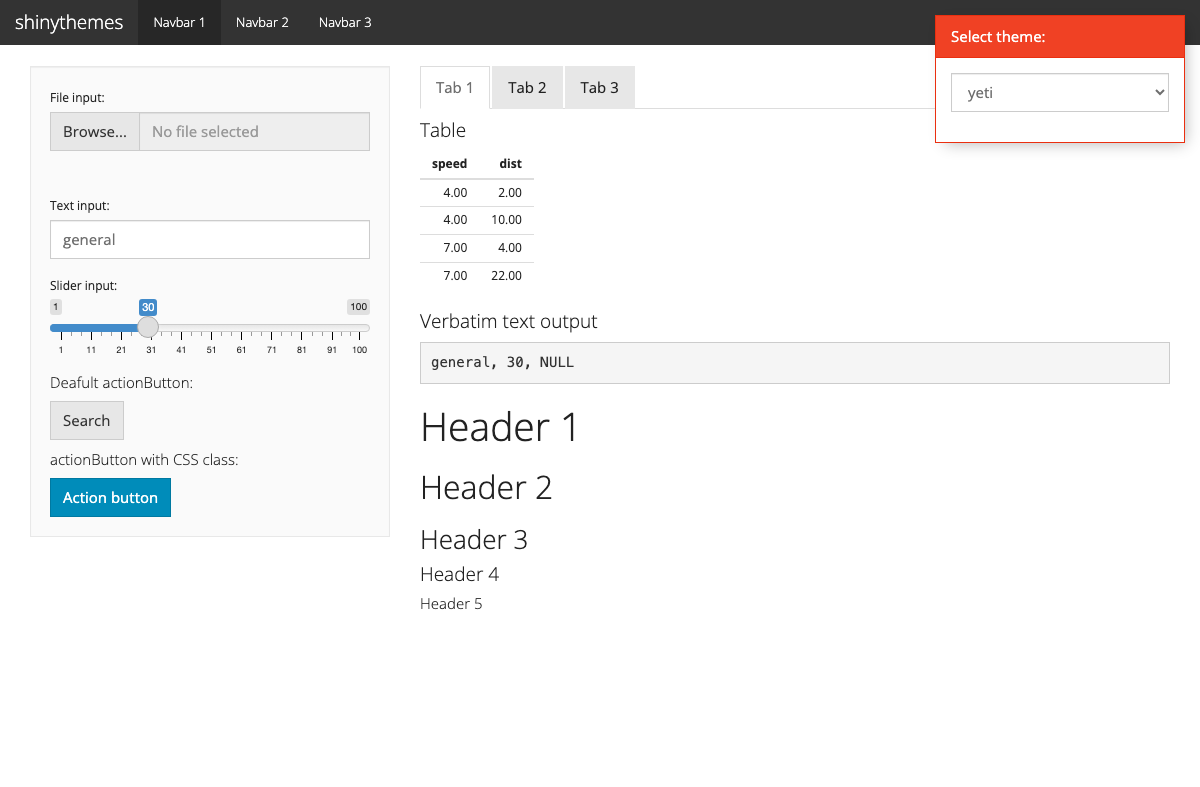 shinythemes Navbar 1 Navbar 2 Navbar 3
Select theme:
yeti
File input:
Browse... No file selected
Text input:
general
Slider input:
1 30 100
1 11 21 31 41 51 61 71 81 91 100
Deafult actionButton:
Search
actionButton with CSS class:
Action button
Tab 1 Tab 2 Tab 3
Table
speed dist
4.00 2.00
4.00 10.00
7.00 4.00
7.00 22.00
Verbatim text output
general, 30, NULL
Header 1
Header 2
Header 3
Header 4
Header 5